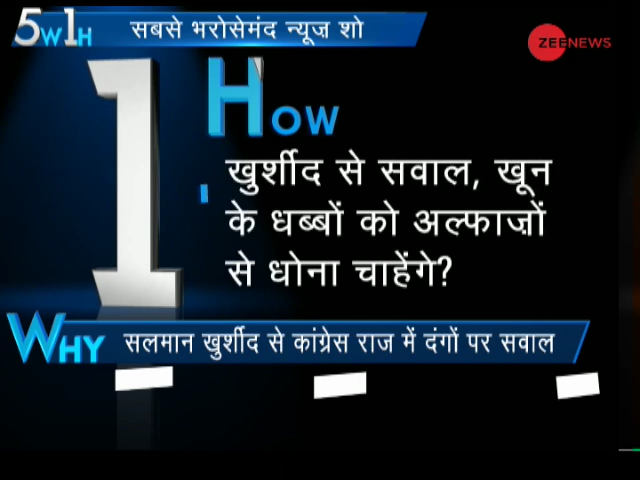 5W1H सबसे भरोसेमंद न्यूज़ शो
ZEENEWS
1 HOW
खुर्शीद से सवाल, खून
के धब्बों को अल्फाज़ों
से धोना चाहेंगे?
WHY सलमान खुर्शीद से कांग्रेस राज में दंगों पर सवाल